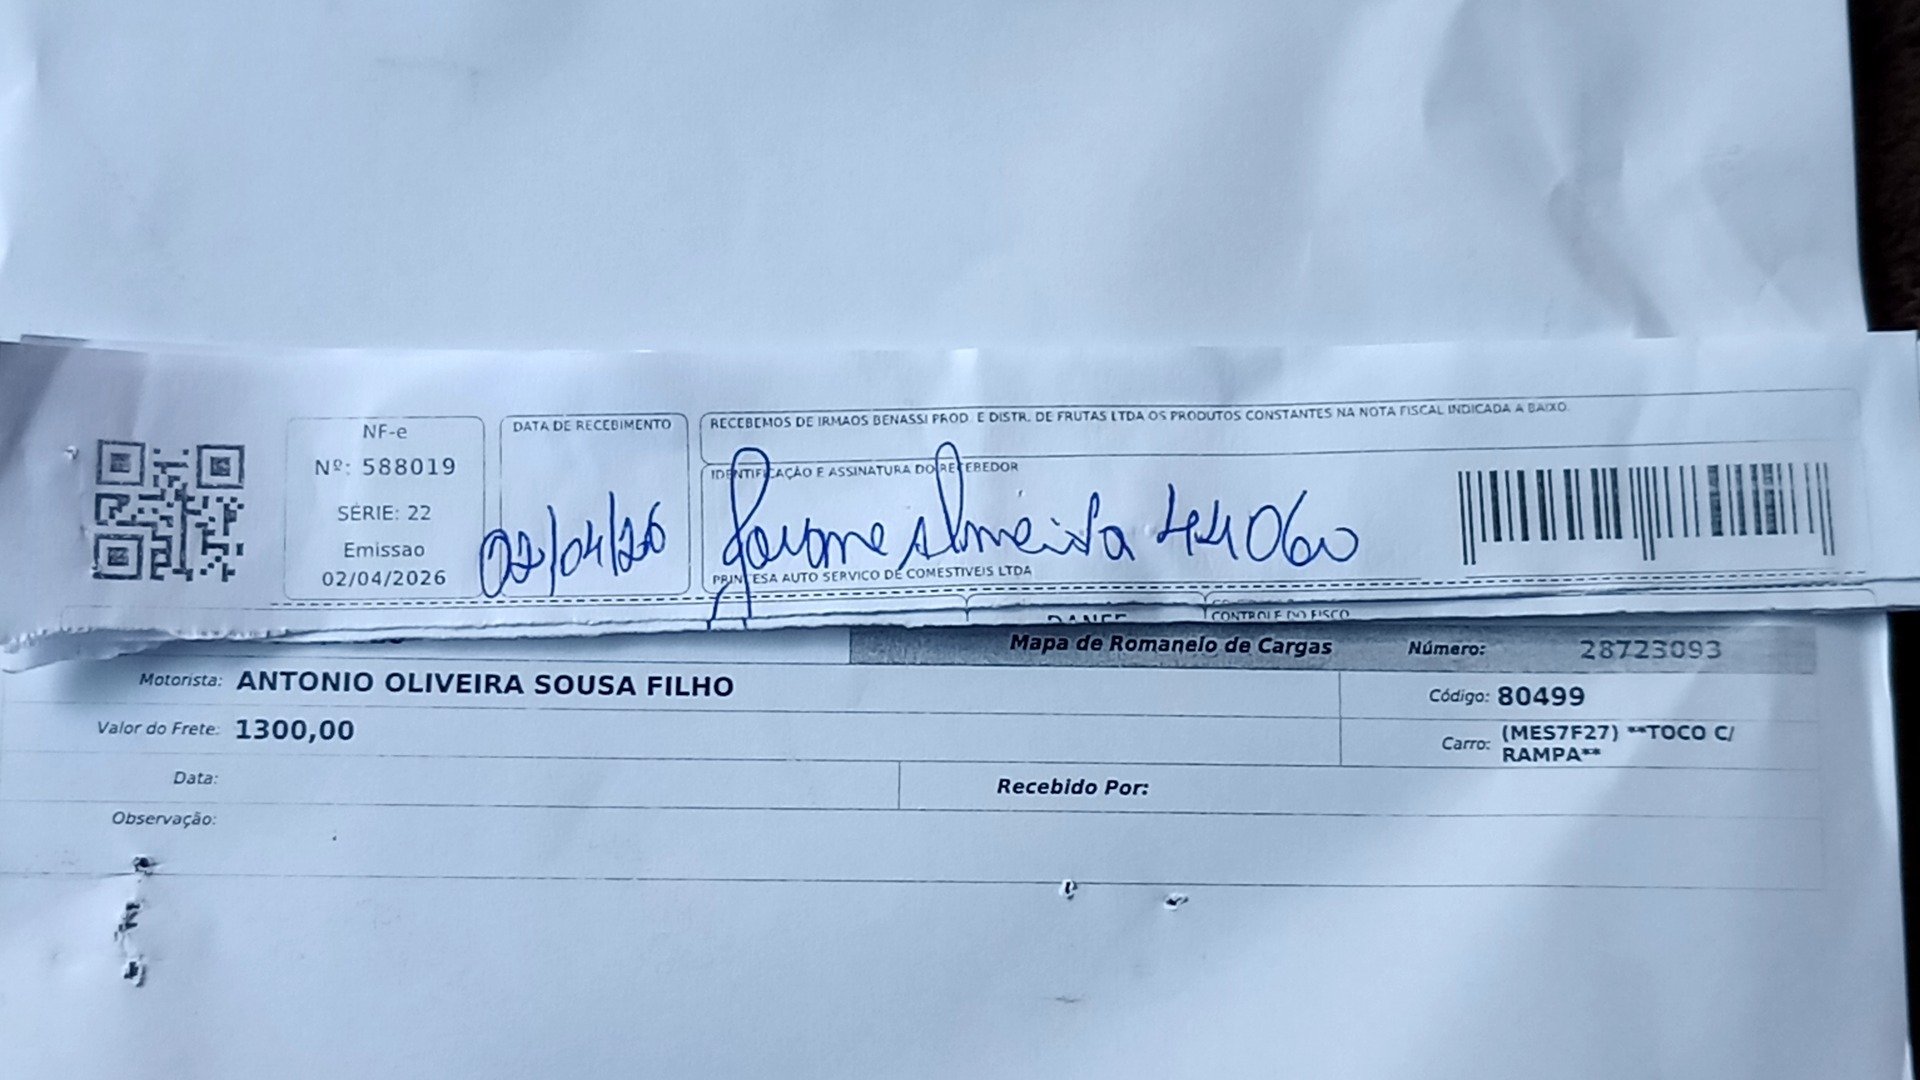 NF-e
Nº: 588019
SÉRIE: 22
Emissao
02/04/2026
DATA DE RECEBIMENTO
02/04/26
RECEBEMOS DE IRMAOS BENASSI PROD. E DISTR. DE FRUTAS LTDA OS PRODUTOS CONSTANTES NA NOTA FISCAL INDICADA A BAIXO.
IDENTIFICAÇÃO E ASSINATURA DO RECEBEDOR
Almeida 44060
PRINCESA AUTO SERVICO DE COMESTIVEIS LTDA
DANFE
CONTROLE DO FISCO
Mapa de Romaneio de Cargas
Número: 28723093
Motorista: ANTONIO OLIVEIRA SOUSA FILHO
Código: 80499
Valor do Frete: 1300,00
Carro: (MES7F27) **TOCO C/
RAMPA**
Data:
Recebido Por:
Observação: